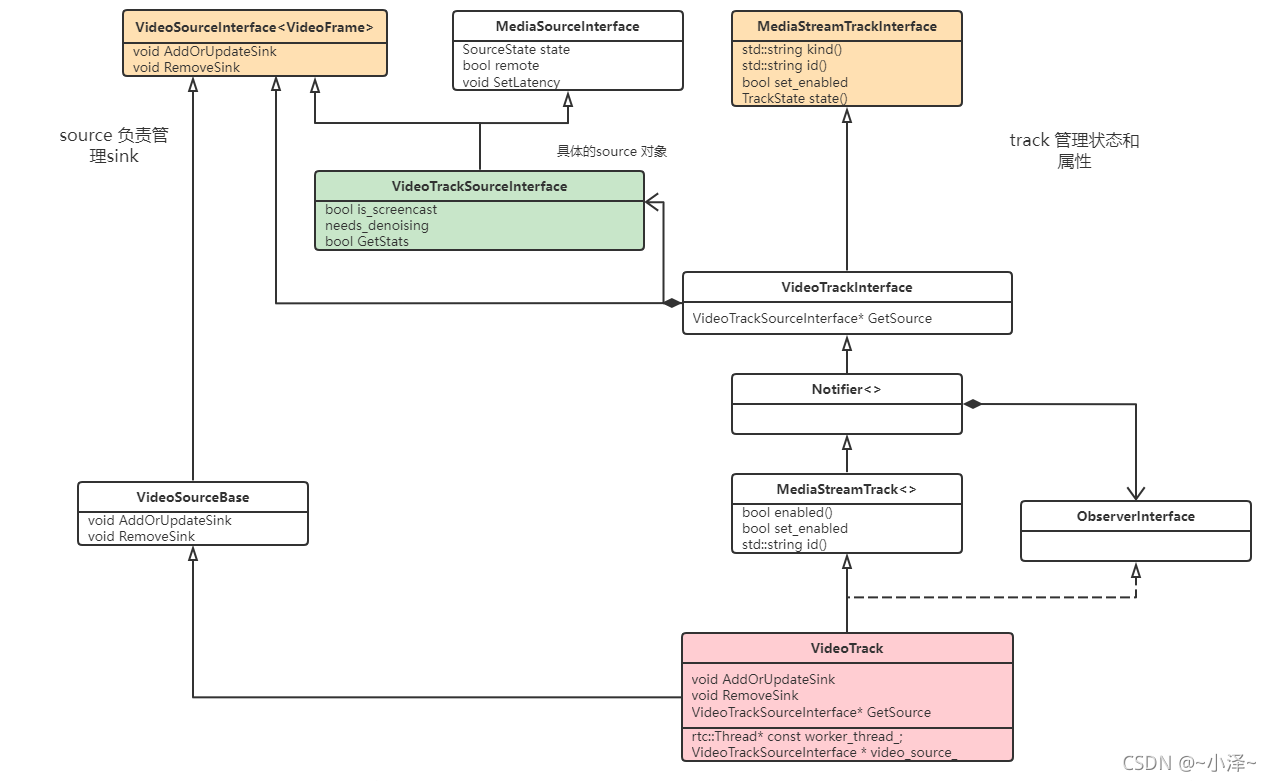 VideoSourceInterface<VideoFrame>
void AddOrUpdateSink
void RemoveSink
MediaSourceInterface
SourceState state
bool remote
void SetLatency
MediaStreamTrackInterface
std::string kind()
std::string id()
bool set_enabled
TrackState state()
source 负责管
理sink
具体的source 对象
track 管理状态和
属性
VideoTrackSourceInterface
bool is_screencast
needs_denoising
bool GetStats
VideoTrackInterface
VideoTrackSourceInterface* GetSource
Notifier<>
VideoSourceBase
void AddOrUpdateSink
void RemoveSink
MediaStreamTrack<>
bool enabled()
bool set_enabled
std::string id()
ObserverInterface
VideoTrack
void AddOrUpdateSink
void RemoveSink
VideoTrackSourceInterface* GetSource
rtc::Thread* const worker_thread_;
VideoTrackSourceInterface * video_source_
CSDN @~小泽~